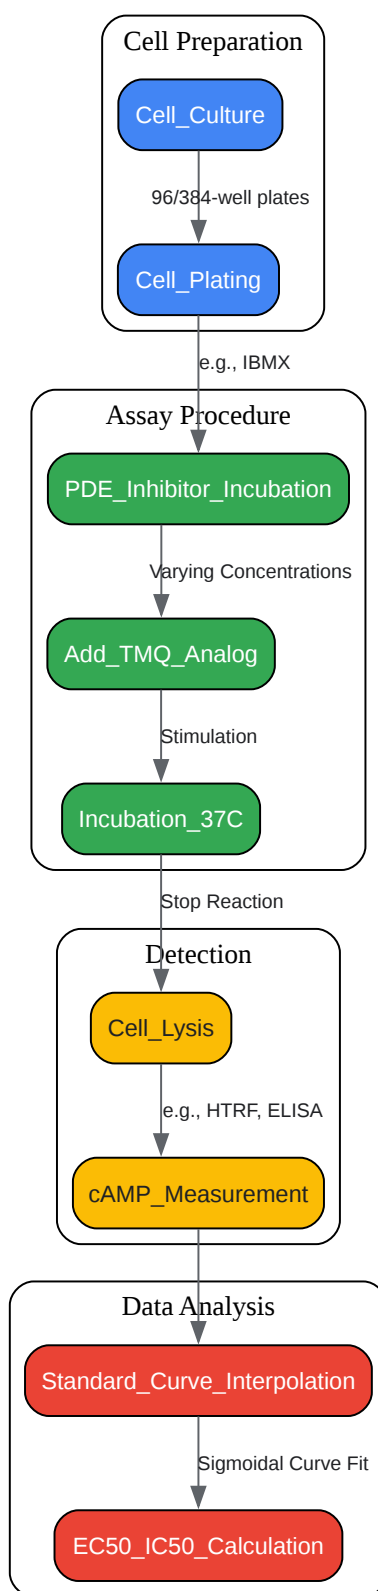 Cell Preparation
Cell_Culture
96/384-well plates
Cell_Plating
e.g., IBMX
Assay Procedure
PDE_Inhibitor_Incubation
Varying Concentrations
Add_TMQ_Analog
Stimulation
Incubation_37C
Stop Reaction
Detection
Cell_Lysis
e.g., HTRF, ELISA
cAMP_Measurement
Data Analysis
Standard_Curve_Interpolation
Sigmoidal Curve Fit
EC50_IC50_Calculation